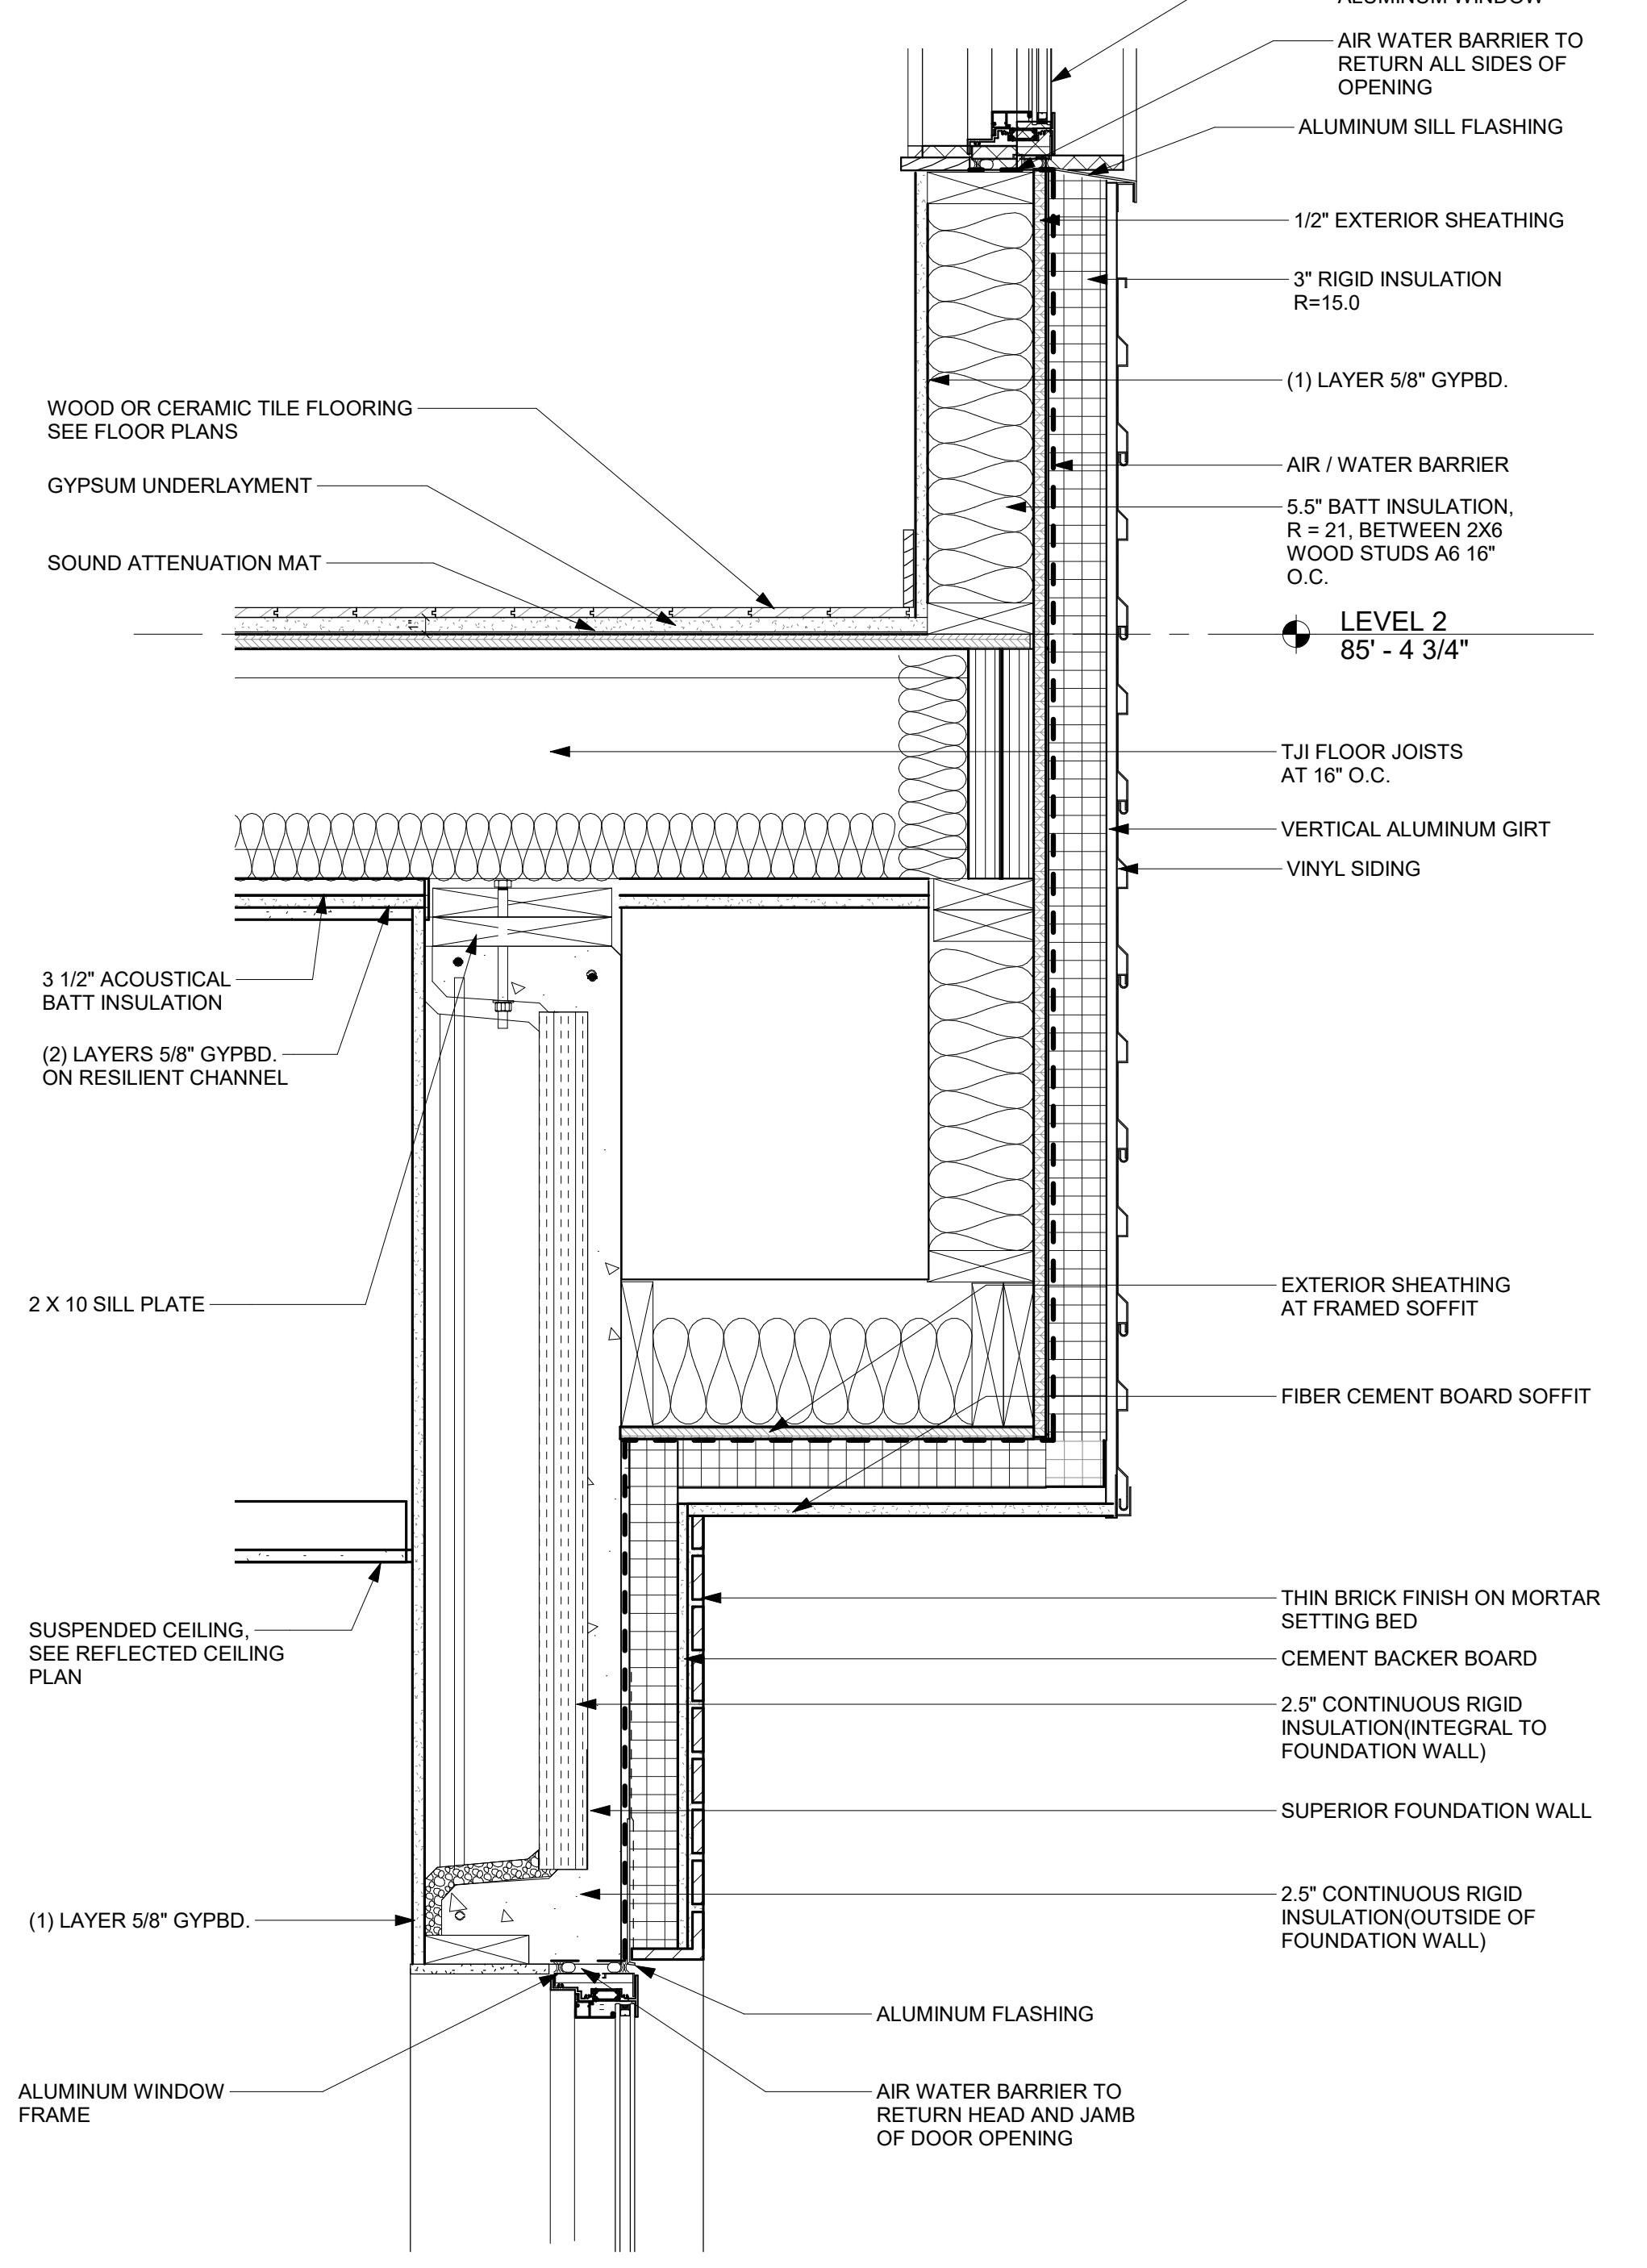 ALUMINUM WINDOW
AIR WATER BARRIER TO
RETURN ALL SIDES OF
OPENING
ALUMINUM SILL FLASHING
1/2" EXTERIOR SHEATHING
3" RIGID INSULATION
R=15.0
(1) LAYER 5/8" GYPBD.
AIR / WATER BARRIER
5.5" BATT INSULATION,
R = 21, BETWEEN 2X6
WOOD STUDS A6 16"
O.C.
LEVEL 2
85' - 4 3/4"
TJI FLOOR JOISTS
AT 16" O.C.
VERTICAL ALUMINUM GIRT
VINYL SIDING
EXTERIOR SHEATHING
AT FRAMED SOFFIT
FIBER CEMENT BOARD SOFFIT
THIN BRICK FINISH ON MORTAR
SETTING BED
CEMENT BACKER BOARD
2.5" CONTINUOUS RIGID
INSULATION(INTEGRAL TO
FOUNDATION WALL)
SUPERIOR FOUNDATION WALL
2.5" CONTINUOUS RIGID
INSULATION(OUTSIDE OF
FOUNDATION WALL)
WOOD OR CERAMIC TILE FLOORING
SEE FLOOR PLANS
GYPSUM UNDERLAYMENT
SOUND ATTENUATION MAT
1"
3 1/2" ACOUSTICAL
BATT INSULATION
(2) LAYERS 5/8" GYPBD.
ON RESILIENT CHANNEL
2 X 10 SILL PLATE
SUSPENDED CEILING,
SEE REFLECTED CEILING
PLAN
(1) LAYER 5/8" GYPBD.
ALUMINUM WINDOW
FRAME
ALUMINUM FLASHING
AIR WATER BARRIER TO
RETURN HEAD AND JAMB
OF DOOR OPENING